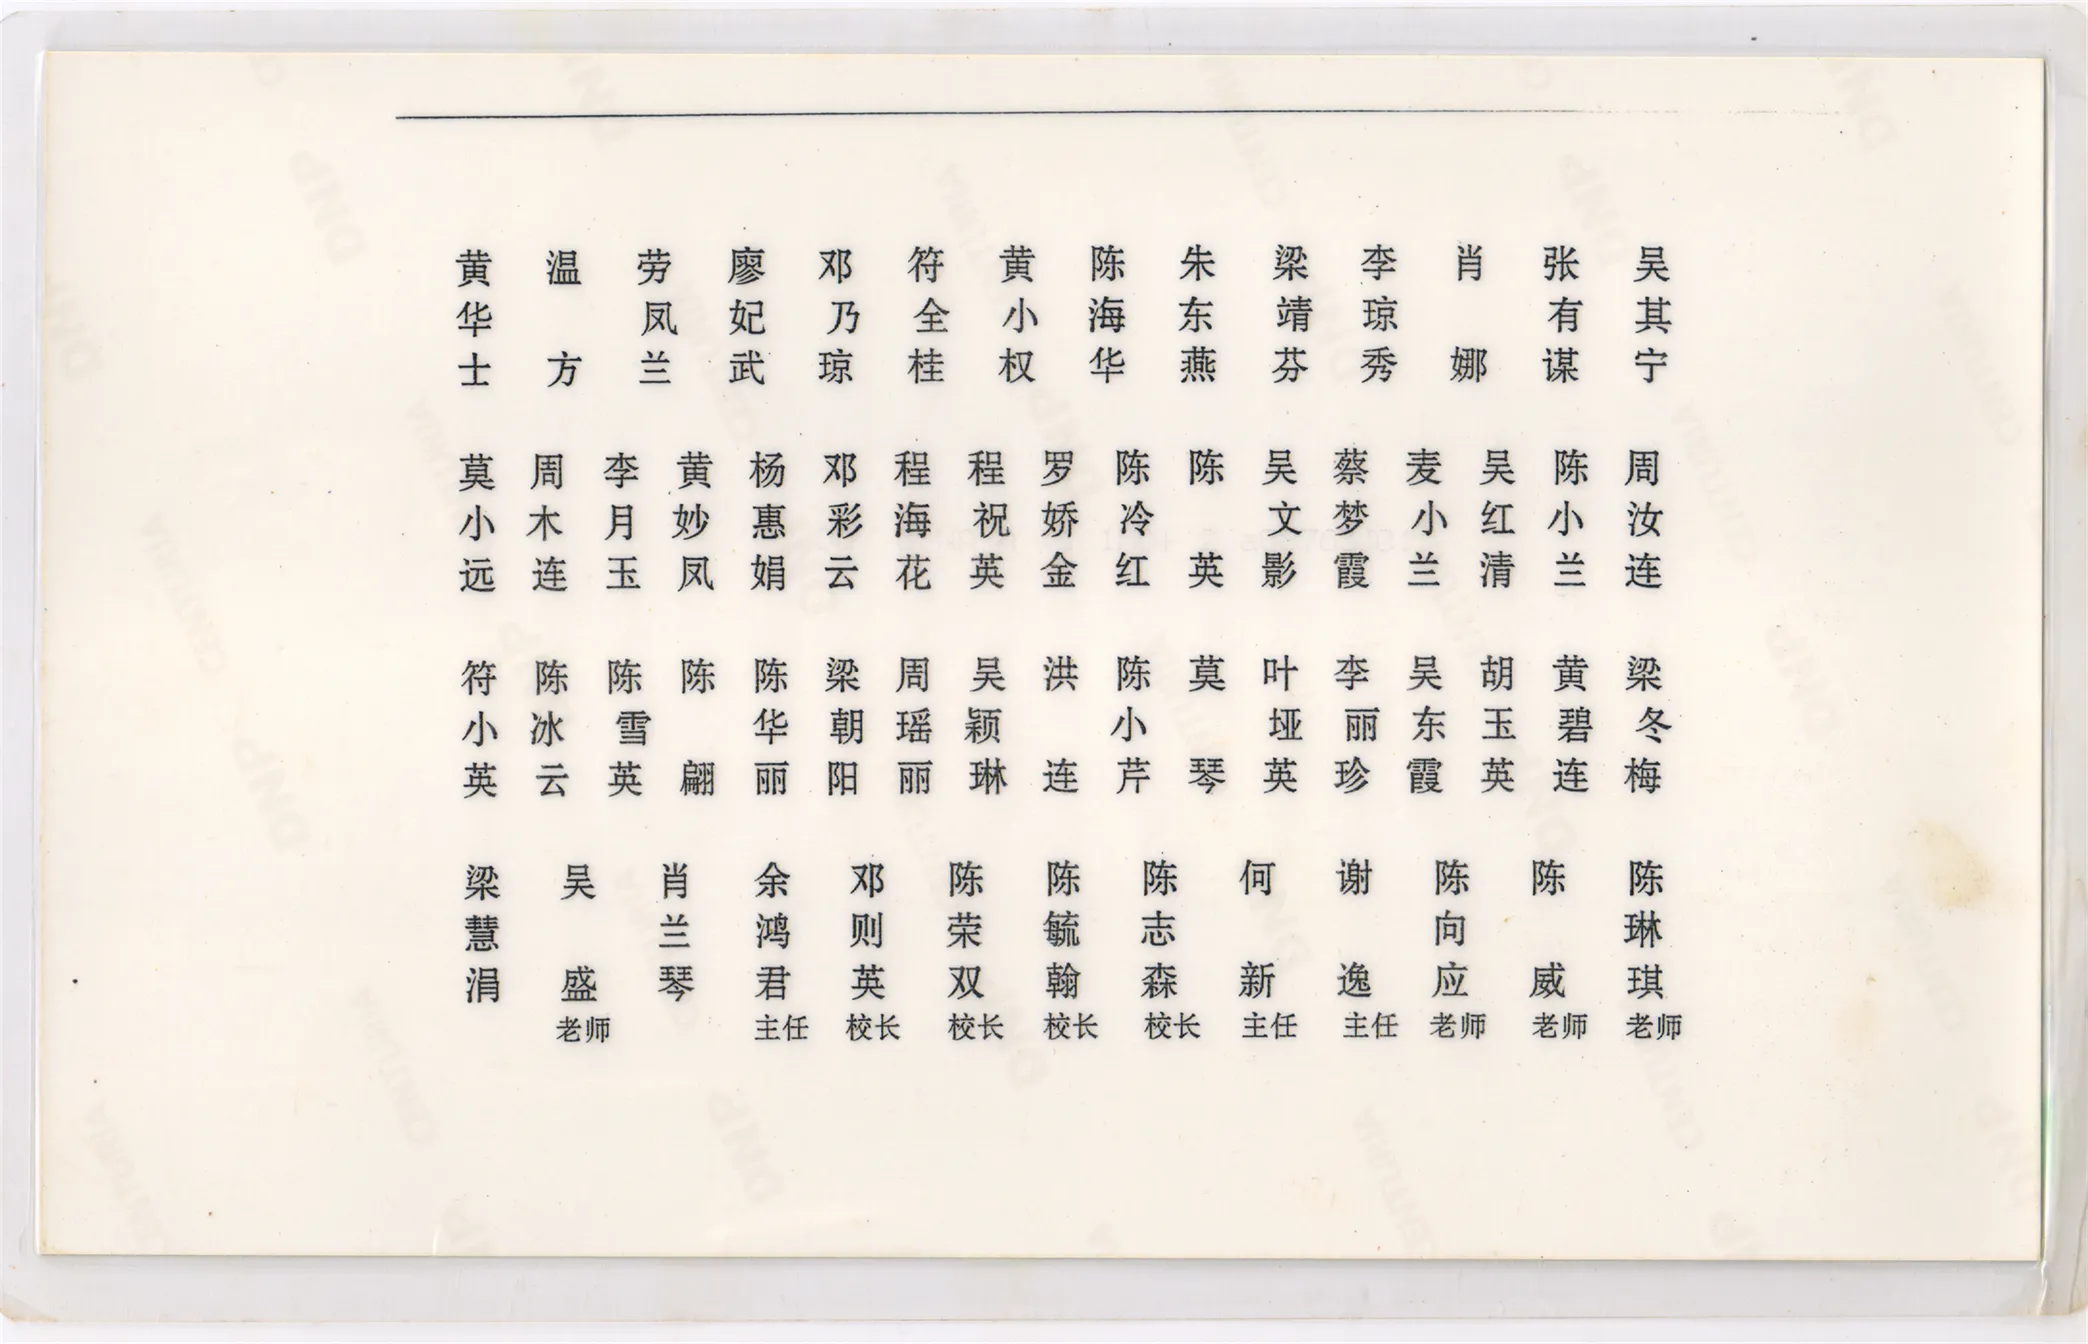 黄华士 温方 劳凤兰 廖妃武 邓乃琼 符全桂 黄小权 陈海华 朱东燕 梁靖芬 李琼秀 肖娜 张有谋 吴其宁
莫小远 周木连 李月玉 黄妙凤 杨惠娟 邓彩云 程海花 程祝英 罗娇金 陈冷红 陈英 吴文影 蔡梦霞 麦小兰 吴红清 陈小兰 周汝连
符小英 陈冰云 陈雪英 陈翩 陈华丽 梁朝阳 周瑶丽 吴颖琳 洪连 陈小芹 莫琴 叶垭英 李丽珍 吴东霞 胡玉英 黄碧连 梁冬梅
梁慧涓 吴盛老师 肖兰琴 余鸿君主任 邓则英校长 陈荣双校长 陈毓翰校长 陈志森校长 何新主任 谢逸主任 陈向应老师 陈威老师 陈琳琪老师
DMP
CENTURIA